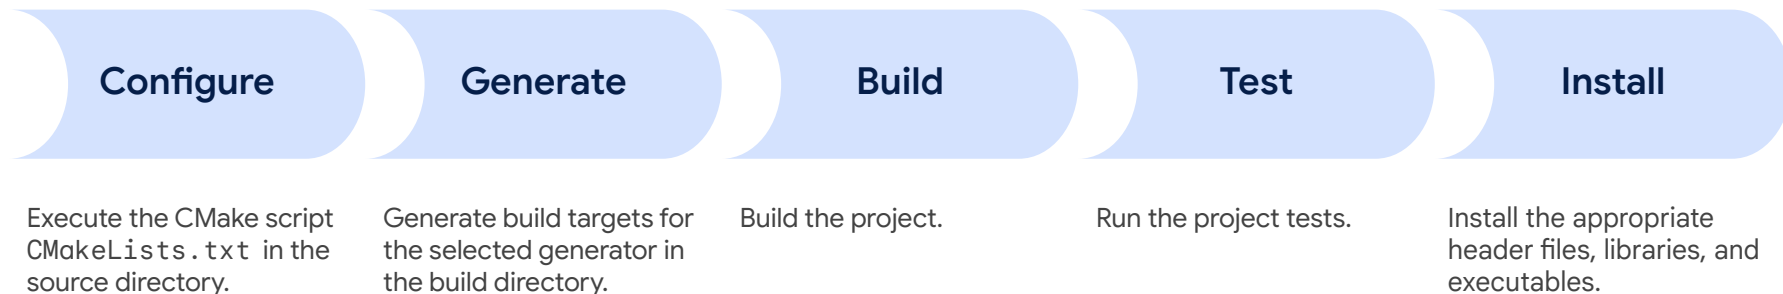 Configure
Execute the CMake script
CMakeLists.txt in the
source directory.
Generate
Generate build targets for
the selected generator in
the build directory.
Build
Build the project.
Test
Run the project tests.
Install
Install the appropriate
header files, libraries, and
executables.